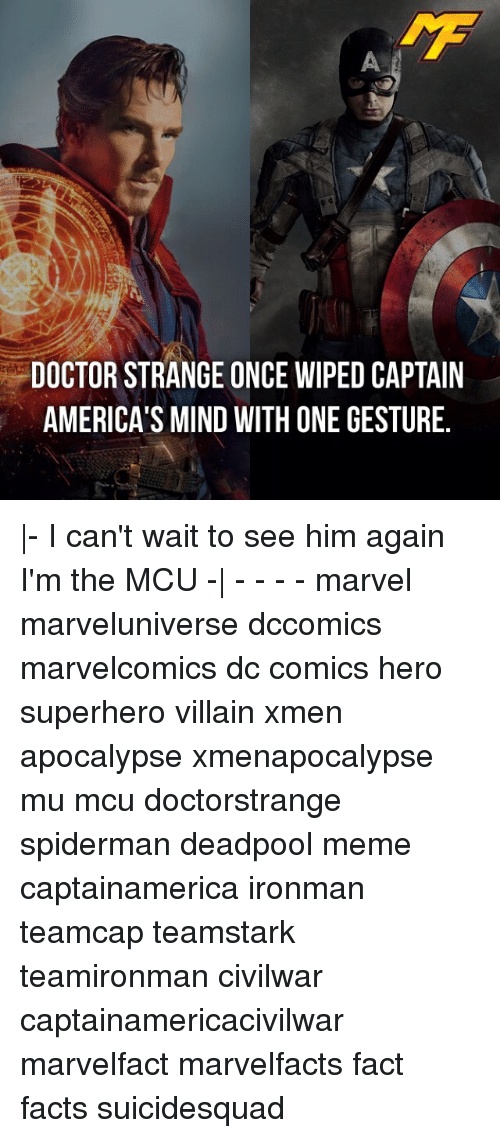 MF
A
DOCTOR STRANGE ONCE WIPED CAPTAIN
AMERICA'S MIND WITH ONE GESTURE.
|- I can't wait to see him again
I'm the MCU -| - - - - marvel
marveluniverse dccomics
marvelcomics dc comics hero
superhero villain xmen
apocalypse xmenapocalypse
mu mcu doctorstrange
spiderman deadpool meme
captainamerica ironman
teamcap teamstark
teamironman civilwar
captainamericacivilwar
marvelfact marvelfacts fact
facts suicidesquad